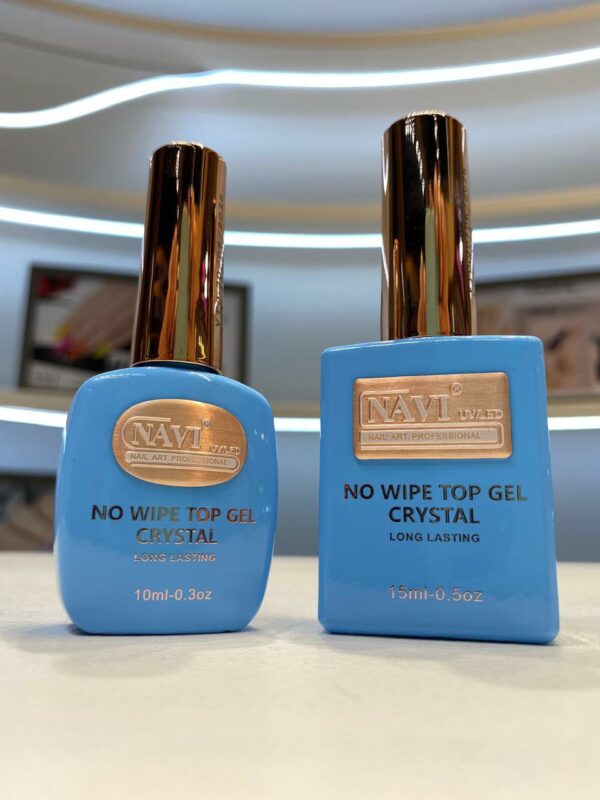 NAVI®
UV/LED
NAIL ART PROFESSIONAL
NO WIPE TOP GEL
CRYSTAL
LONG LASTING
10ml-0.3oz
NAVI®
UV/LED
NAIL ART PROFESSIONAL
NO WIPE TOP GEL
CRYSTAL
LONG LASTING
15ml-0.5oz